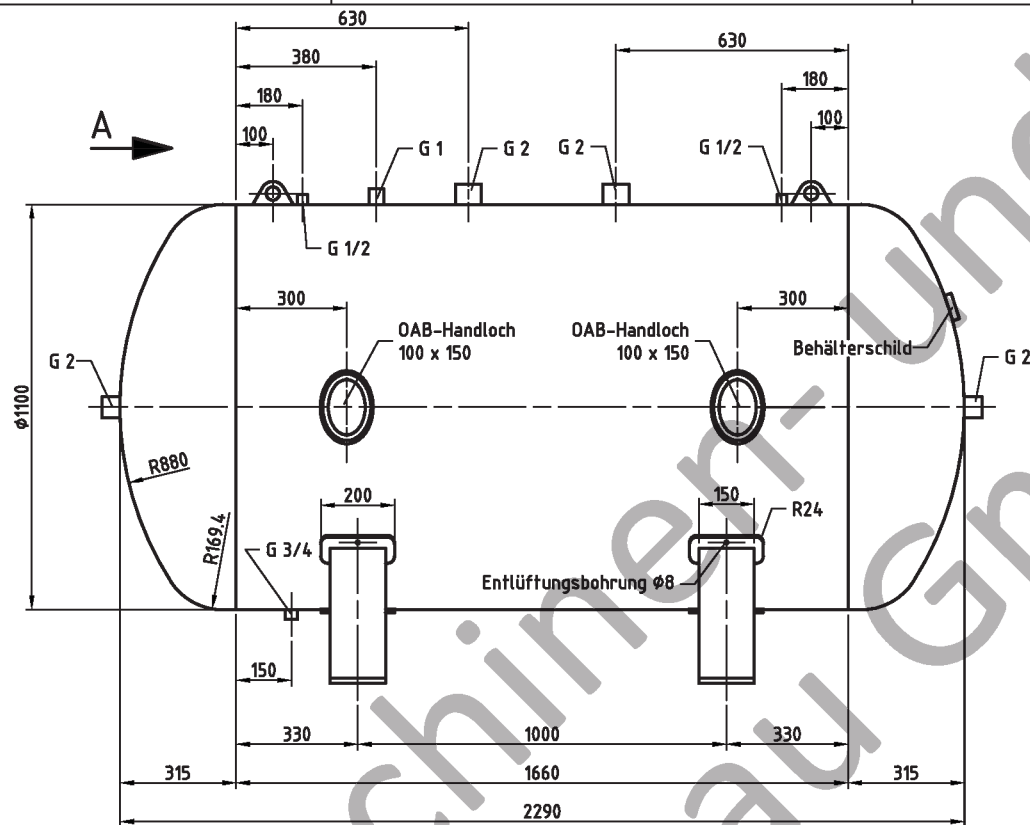 630
630
380
180
180
A
100
100
G 1
G 2
G 2
G 1/2
G 1/2
300
300
OAB-Handloch
100 x 150
OAB-Handloch
100 x 150
Behälterschild
G 2
G 2
Ø1100
R880
200
150
R24
R169.4
G 3/4
Entlüftungsbohrung Ø8
150
330
1000
330
315
1660
315
2290